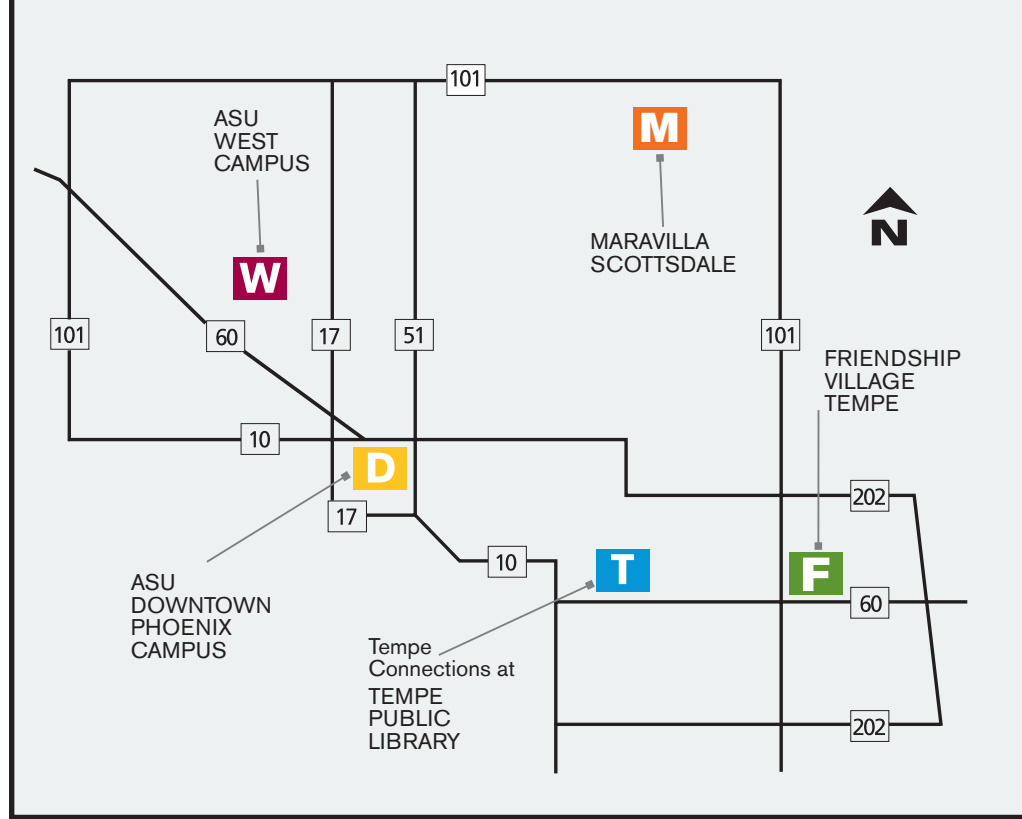 101
M
ASU
WEST
CAMPUS
N
MARAVILLA
SCOTTSDALE
W
101
60
17
51
101
FRIENDSHIP
VILLAGE
TEMPE
10
D
202
17
10
T
F
ASU
DOWNTOWN
PHOENIX
CAMPUS
60
Tempe
Connections at
TEMPE
PUBLIC
LIBRARY
202